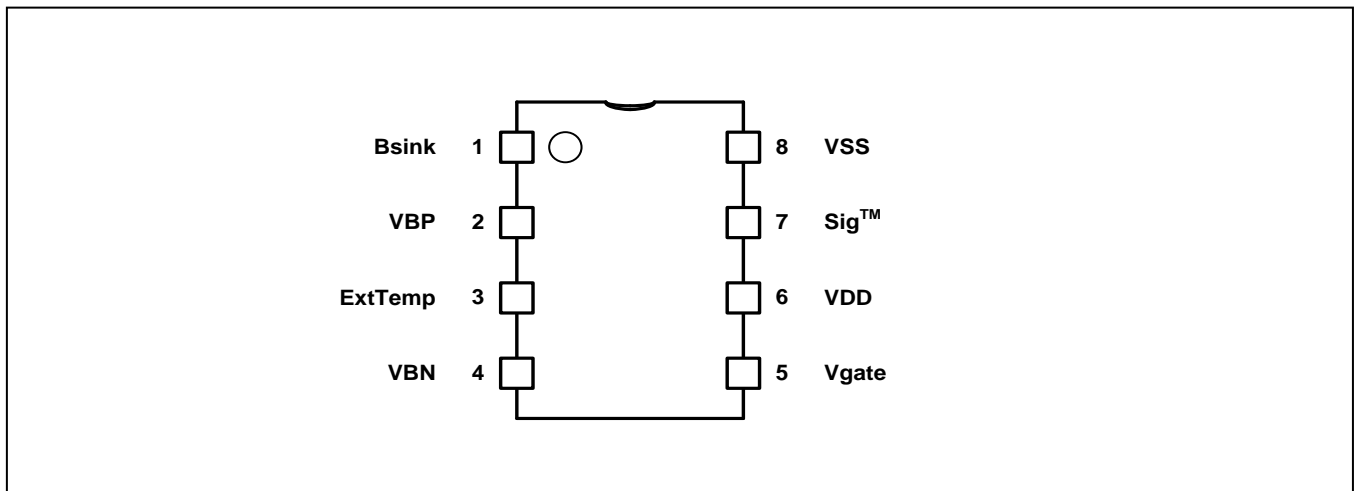 Bsink 1 8 VSS
VBP 2 7 Sig™
ExtTemp 3 6 VDD
VBN 4 5 Vgate